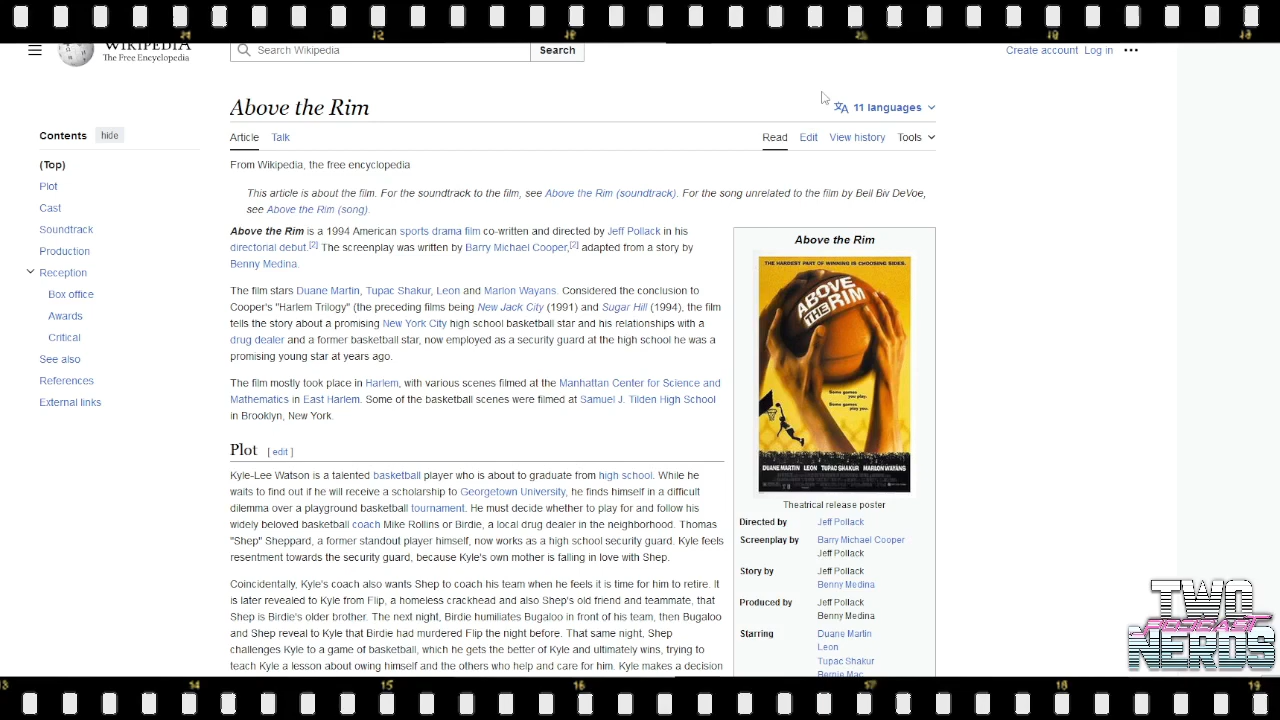 WIKIPEDIA
The Free Encyclopedia
Search Wikipedia
Search
Create account Log in
Above the Rim
11 languages
Contents hide
Article Talk
Read Edit View history Tools
(Top)
Plot
Cast
Soundtrack
Production
Reception
Box office
Awards
Critical
See also
References
External links
From Wikipedia, the free encyclopedia
This article is about the film. For the soundtrack to the film, see Above the Rim (soundtrack). For the song unrelated to the film by Bell Biv DeVoe,
see Above the Rim (song).
Above the Rim is a 1994 American sports drama film co-written and directed by Jeff Pollack in his
directorial debut.[2] The screenplay was written by Barry Michael Cooper,[2] adapted from a story by
Benny Medina.
The film stars Duane Martin, Tupac Shakur, Leon and Marlon Wayans. Considered the conclusion to
Cooper's "Harlem Trilogy" (the preceding films being New Jack City (1991) and Sugar Hill (1994), the film
tells the story about a promising New York City high school basketball star and his relationships with a
drug dealer and a former basketball star, now employed as a security guard at the high school he was a
promising young star at years ago.
The film mostly took place in Harlem, with various scenes filmed at the Manhattan Center for Science and
Mathematics in East Harlem. Some of the basketball scenes were filmed at Samuel J. Tilden High School
in Brooklyn, New York.
Plot [ edit ]
Kyle-Lee Watson is a talented basketball player who is about to graduate from high school. While he
waits to find out if he will receive a scholarship to Georgetown University, he finds himself in a difficult
dilemma over a playground basketball tournament. He must decide whether to play for and follow his
widely beloved basketball coach Mike Rollins or Birdie, a local drug dealer in the neighborhood. Thomas
"Shep" Sheppard, a former standout player himself, now works as a high school security guard. Kyle feels
resentment towards the security guard, because Kyle's own mother is falling in love with Shep.
Coincidentally, Kyle's coach also wants Shep to coach his team when he feels it is time for him to retire. It
is later revealed to Kyle from Flip, a homeless crackhead and also Shep's old friend and teammate, that
Shep is Birdie's older brother. The next night, Birdie humiliates Bugaloo in front of his team, then Bugaloo
and Shep reveal to Kyle that Birdie had murdered Flip the night before. That same night, Shep
challenges Kyle to a game of basketball, which he gets the better of Kyle and ultimately wins, trying to
teach Kyle a lesson about owing himself and the others who help and care for him. Kyle makes a decision
Above the Rim
THE HARDEST PART OF WINNING IS CHOOSING SIDES.
ABOVE
THE RIM
Some games
you play.
Some games
play you.
DUANE MARTIN LEON TUPAC SHAKUR MARLON WAYANS
Theatrical release poster
Directed by Jeff Pollack
Screenplay by Barry Michael Cooper
Jeff Pollack
Story by Jeff Pollack
Benny Medina
Produced by Jeff Pollack
Benny Medina
Starring Duane Martin
Leon
Tupac Shakur
Bernie Mac
TWO
NERDS
14 15 16 17 18 19